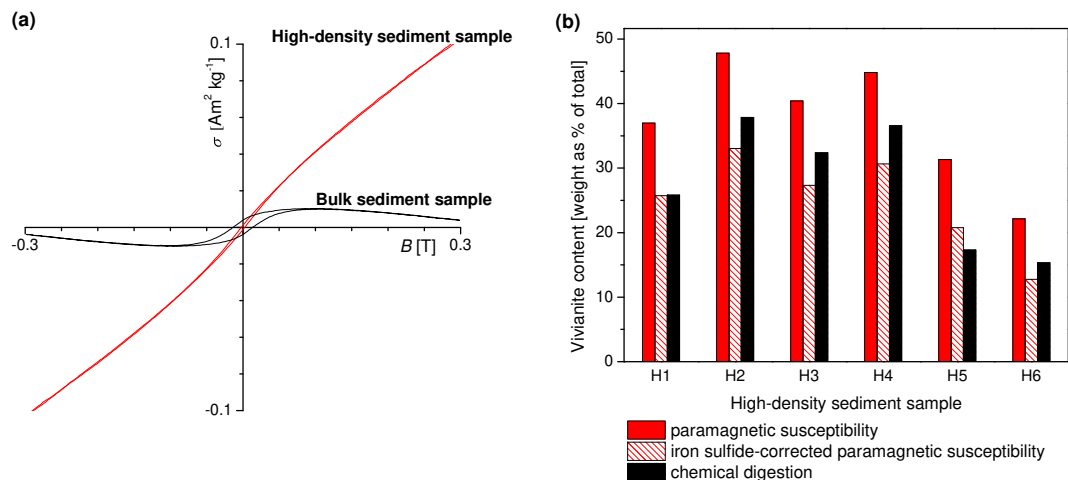 (a)
High-density sediment sample
0.1
σ [Am² kg⁻¹]
Bulk sediment sample
-0.3
B [T]
0.3
-0.1
(b)
Vivianite content [weight as % of total]
50
40
30
20
10
0
H1 H2 H3 H4 H5 H6
High-density sediment sample
paramagnetic susceptibility
iron sulfide-corrected paramagnetic susceptibility
chemical digestion